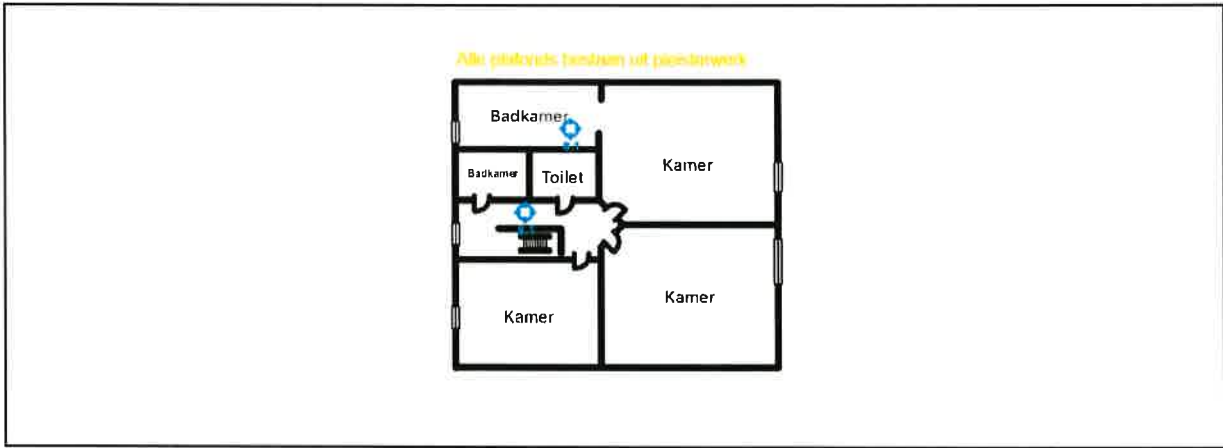 Alle plafonds bestaan uit pleisterwerk
Badkamer
Kamer
Badkamer
Toilet
Kamer
Kamer